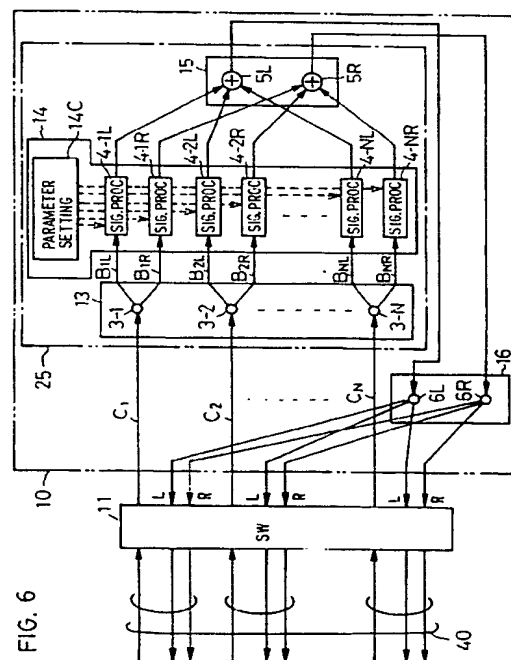 FIG. 6
10
25
14
14C
PARAMETER
SETTING
13
15
11
16
40
SW
C1
C2
CN
3-1
3-2
3-N
B1L
B1R
B2L
B2R
BNL
BNR
SIG.PROC
4-1L
SIG.PROC
4-1R
SIG.PROC
4-2L
SIG.PROC
4-2R
SIG.PROC
4-NL
SIG.PROC
4-NR
5L
5R
6L
6R
L
R
L
R
L
R